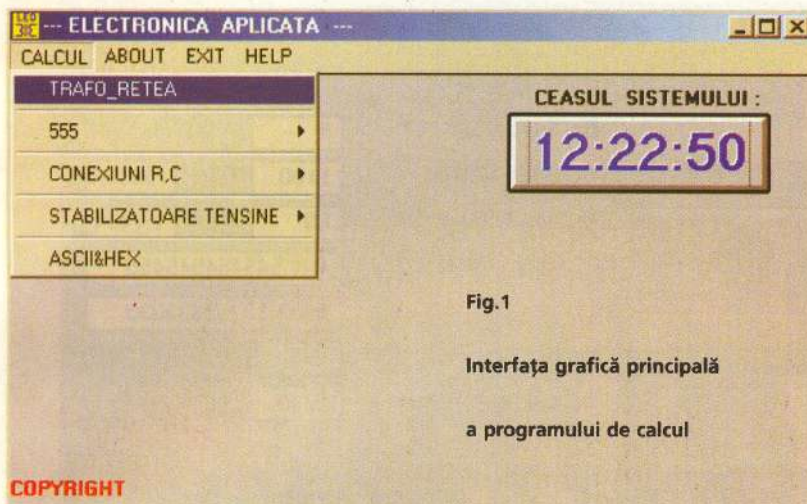 --- ELECTRONICA APLICATA ---
CALCUL ABOUT EXIT HELP
TRAFO_RETEA
555
CONEXIUNI R,C
STABILIZATOARE TENSINE
ASCII&HEX
CEASUL SISTEMULUI :
12:22:50
Fig.1
Interfața grafică principală
a programului de calcul
COPYRIGHT